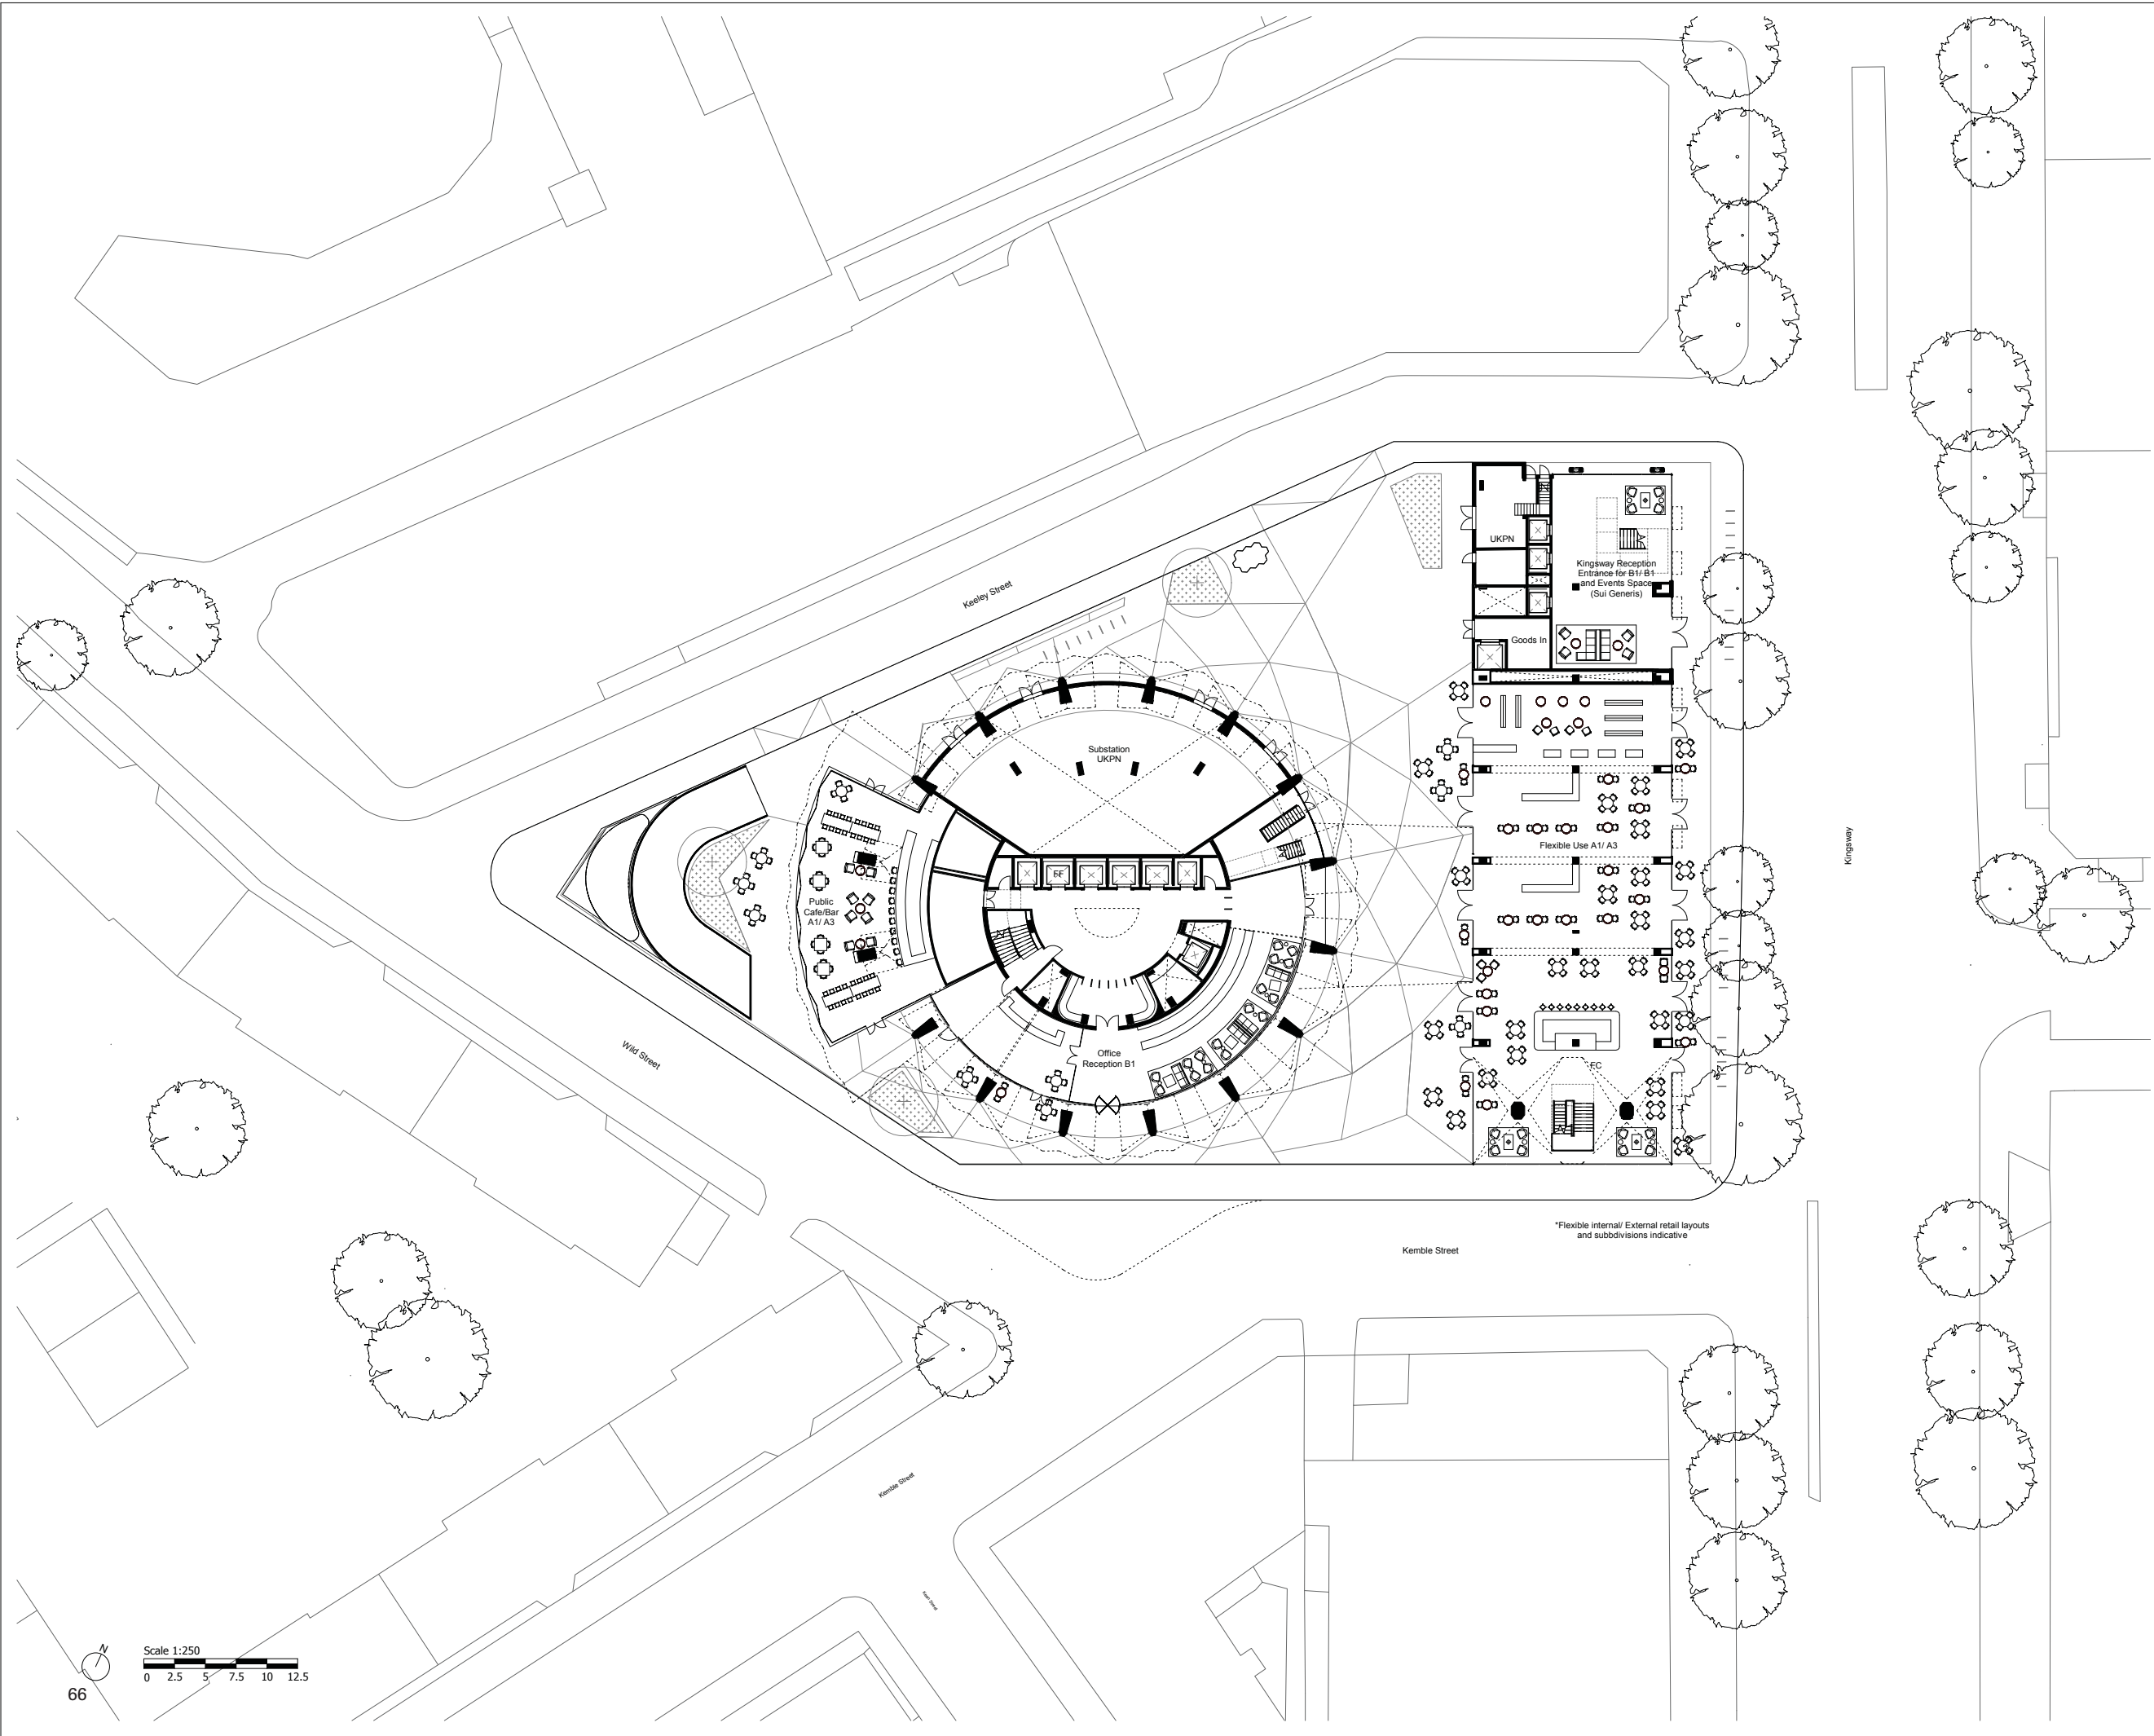 UKPN
Kingsway Reception
Entrance for B1/ B1
and Events Space
(Sui Generis)
Keeley Street
Goods In
Substation
UKPN
Kingsway
Flexible Use A1/ A3
FF
Public
Cafe/Bar
A1/ A3
Wild Street
Office
Reception B1
FC
*Flexible internal/ External retail layouts
and subbdivisions indicative
Kemble Street
Kemble Street
N
Scale 1:250
0 2.5 5 7.5 10 12.5
66